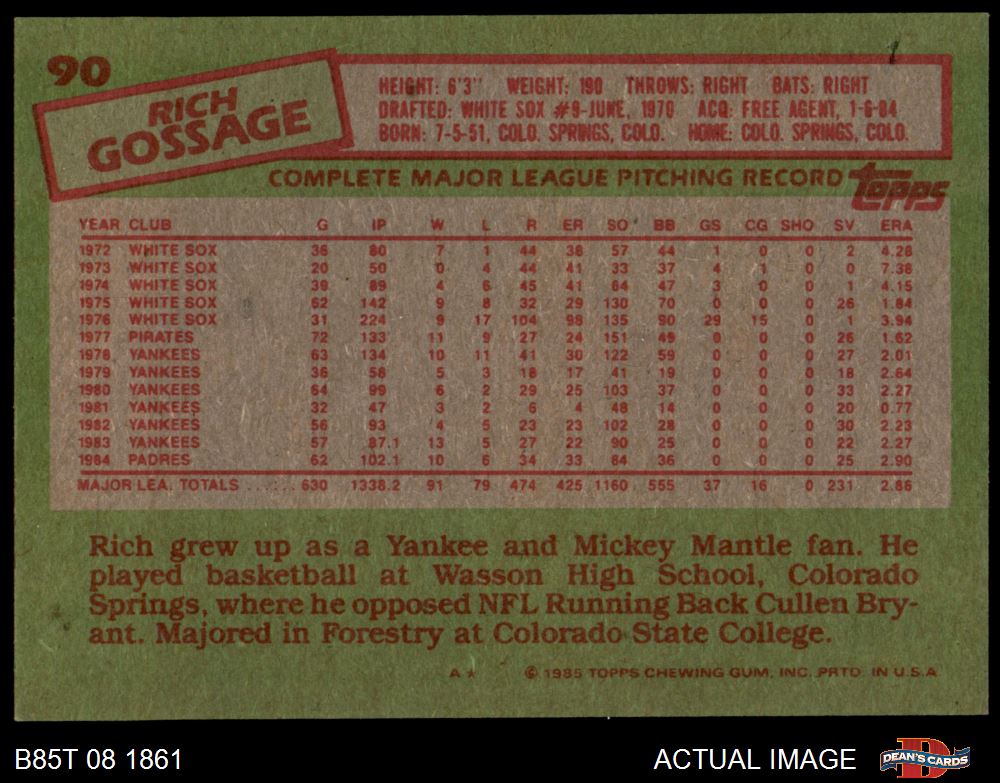 90
RICH
GOSSAGE
HEIGHT: 6'3" WEIGHT: 190 THROWS: RIGHT BATS: RIGHT
DRAFTED: WHITE SOX #9-JUNE, 1970 ACQ: FREE AGENT, 1-6-84
BORN: 7-5-51, COLO. SPRINGS, COLO. HOME: COLO. SPRINGS, COLO.
COMPLETE MAJOR LEAGUE PITCHING RECORD topps
YEAR CLUB G IP W L R ER SO BB GS CG SHO SV ERA
1972 WHITE SOX 36 80 7 1 44 38 57 44 1 0 0 2 4.28
1973 WHITE SOX 20 50 0 4 44 41 33 37 4 1 0 0 7.38
1974 WHITE SOX 39 89 4 6 45 41 64 47 3 0 0 1 4.15
1975 WHITE SOX 62 142 9 8 32 29 130 70 0 0 0 26 1.84
1976 WHITE SOX 31 224 9 17 104 98 135 90 29 15 0 1 3.94
1977 PIRATES 72 133 11 9 27 24 151 49 0 0 0 26 1.62
1978 YANKEES 63 134 10 11 41 30 122 59 0 0 0 27 2.01
1979 YANKEES 36 58 5 3 18 17 41 19 0 0 0 18 2.64
1980 YANKEES 64 99 6 2 29 25 103 37 0 0 0 33 2.27
1981 YANKEES 32 47 3 2 6 4 48 14 0 0 0 20 0.77
1982 YANKEES 56 93 4 5 23 23 102 28 0 0 0 30 2.23
1983 YANKEES 57 87.1 13 5 27 22 90 25 0 0 0 22 2.27
1984 PADRES 62 102.1 10 6 34 33 84 36 0 0 0 25 2.90
MAJOR LEA. TOTALS ...... 630 1338.2 91 79 474 425 1160 555 37 16 0 231 2.86
Rich grew up as a Yankee and Mickey Mantle fan. He
played basketball at Wasson High School, Colorado
Springs, where he opposed NFL Running Back Cullen Bry-
ant. Majored in Forestry at Colorado State College.
A★ © 1985 TOPPS CHEWING GUM, INC. PRTD. IN U.S.A.
B85T 08 1861 ACTUAL IMAGE DEAN'S CARDS